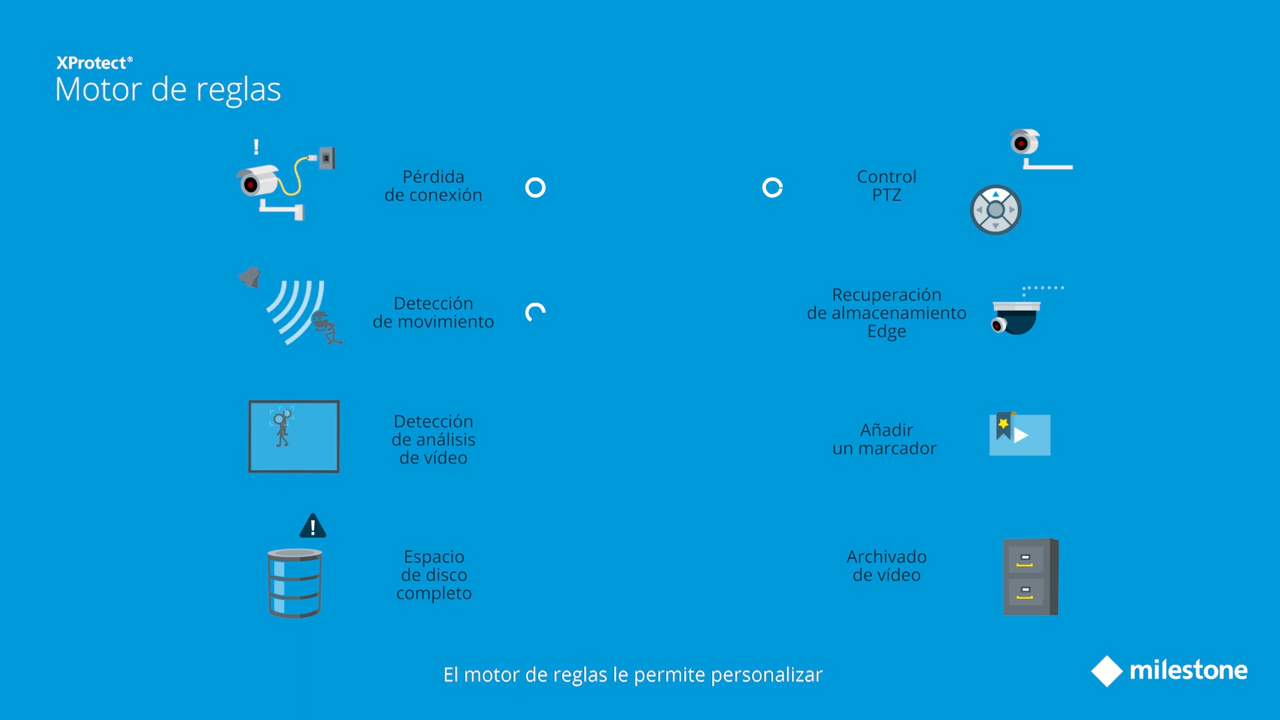 XProtect®
Motor de reglas
Pérdida
de conexión
Control
PTZ
Detección
de movimiento
Recuperación
de almacenamiento
Edge
Detección
de análisis
de vídeo
Añadir
un marcador
Espacio
de disco
completo
Archivado
de vídeo
El motor de reglas le permite personalizar
milestone